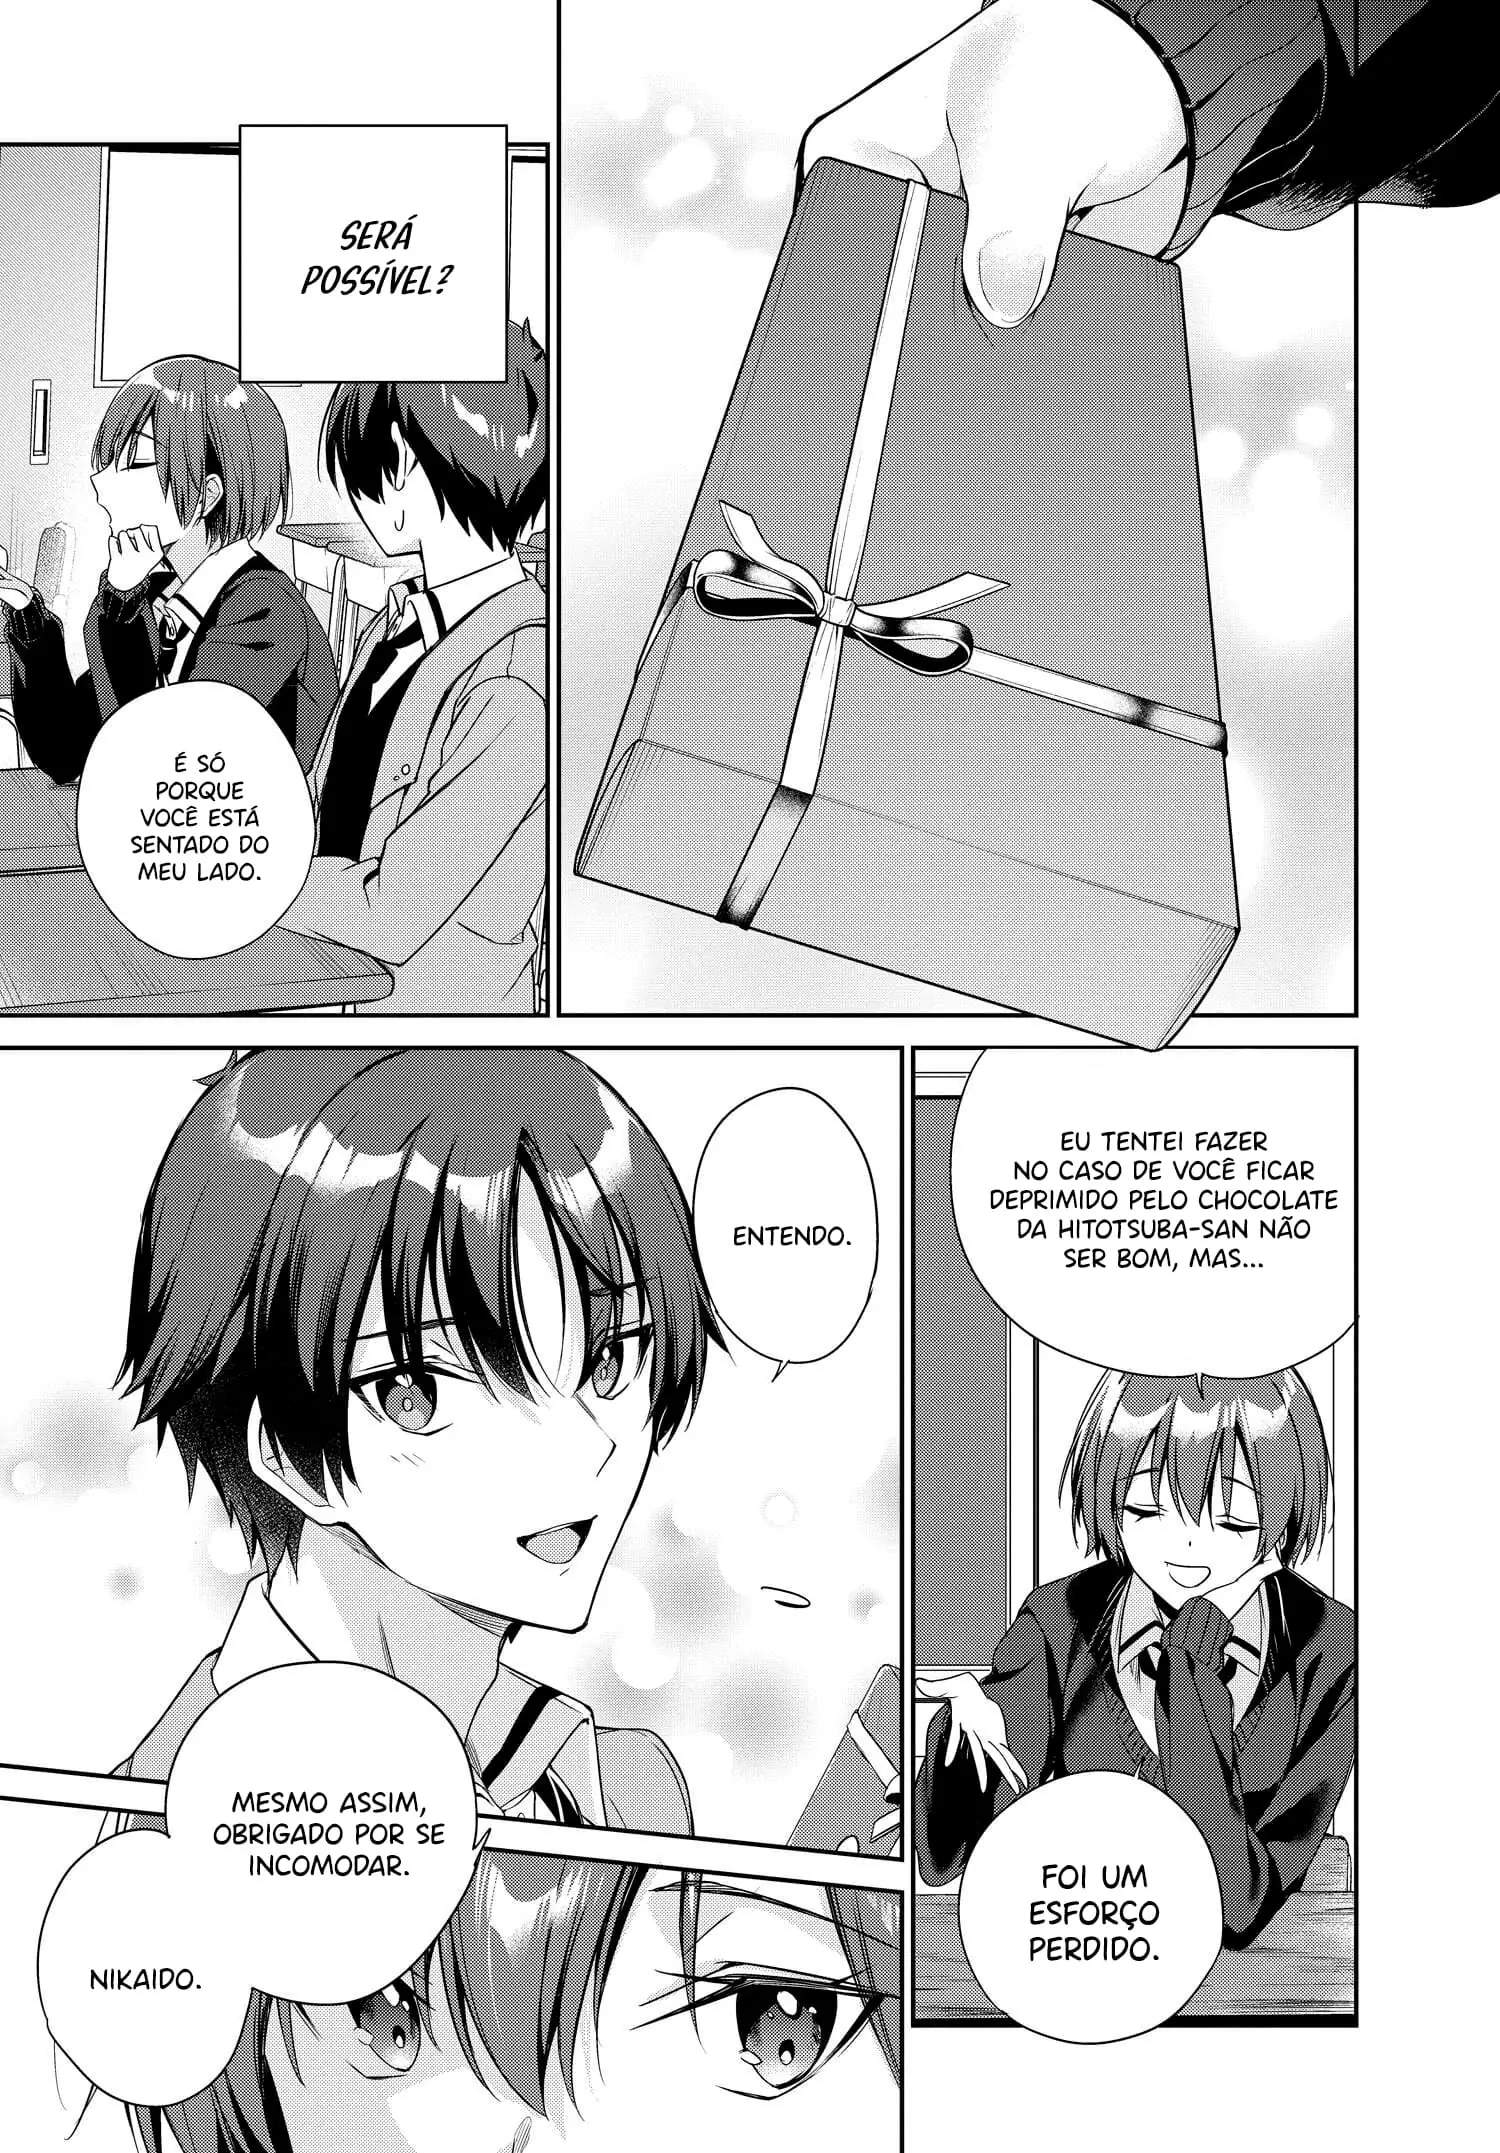 SERÁ
POSSÍVEL?
É SÓ
PORQUE
VOCÊ ESTÁ
SENTADO DO
MEU LADO.
EU TENTEI FAZER
NO CASO DE VOCÊ FICAR
DEPRIMIDO PELO CHOCOLATE
DA HITOTSUBA-SAN NÃO
SER BOM, MAS...
FOI UM
ESFORÇO
PERDIDO.
ENTENDO.
MESMO ASSIM,
OBRIGADO POR SE
INCOMODAR.
NIKAIDO.